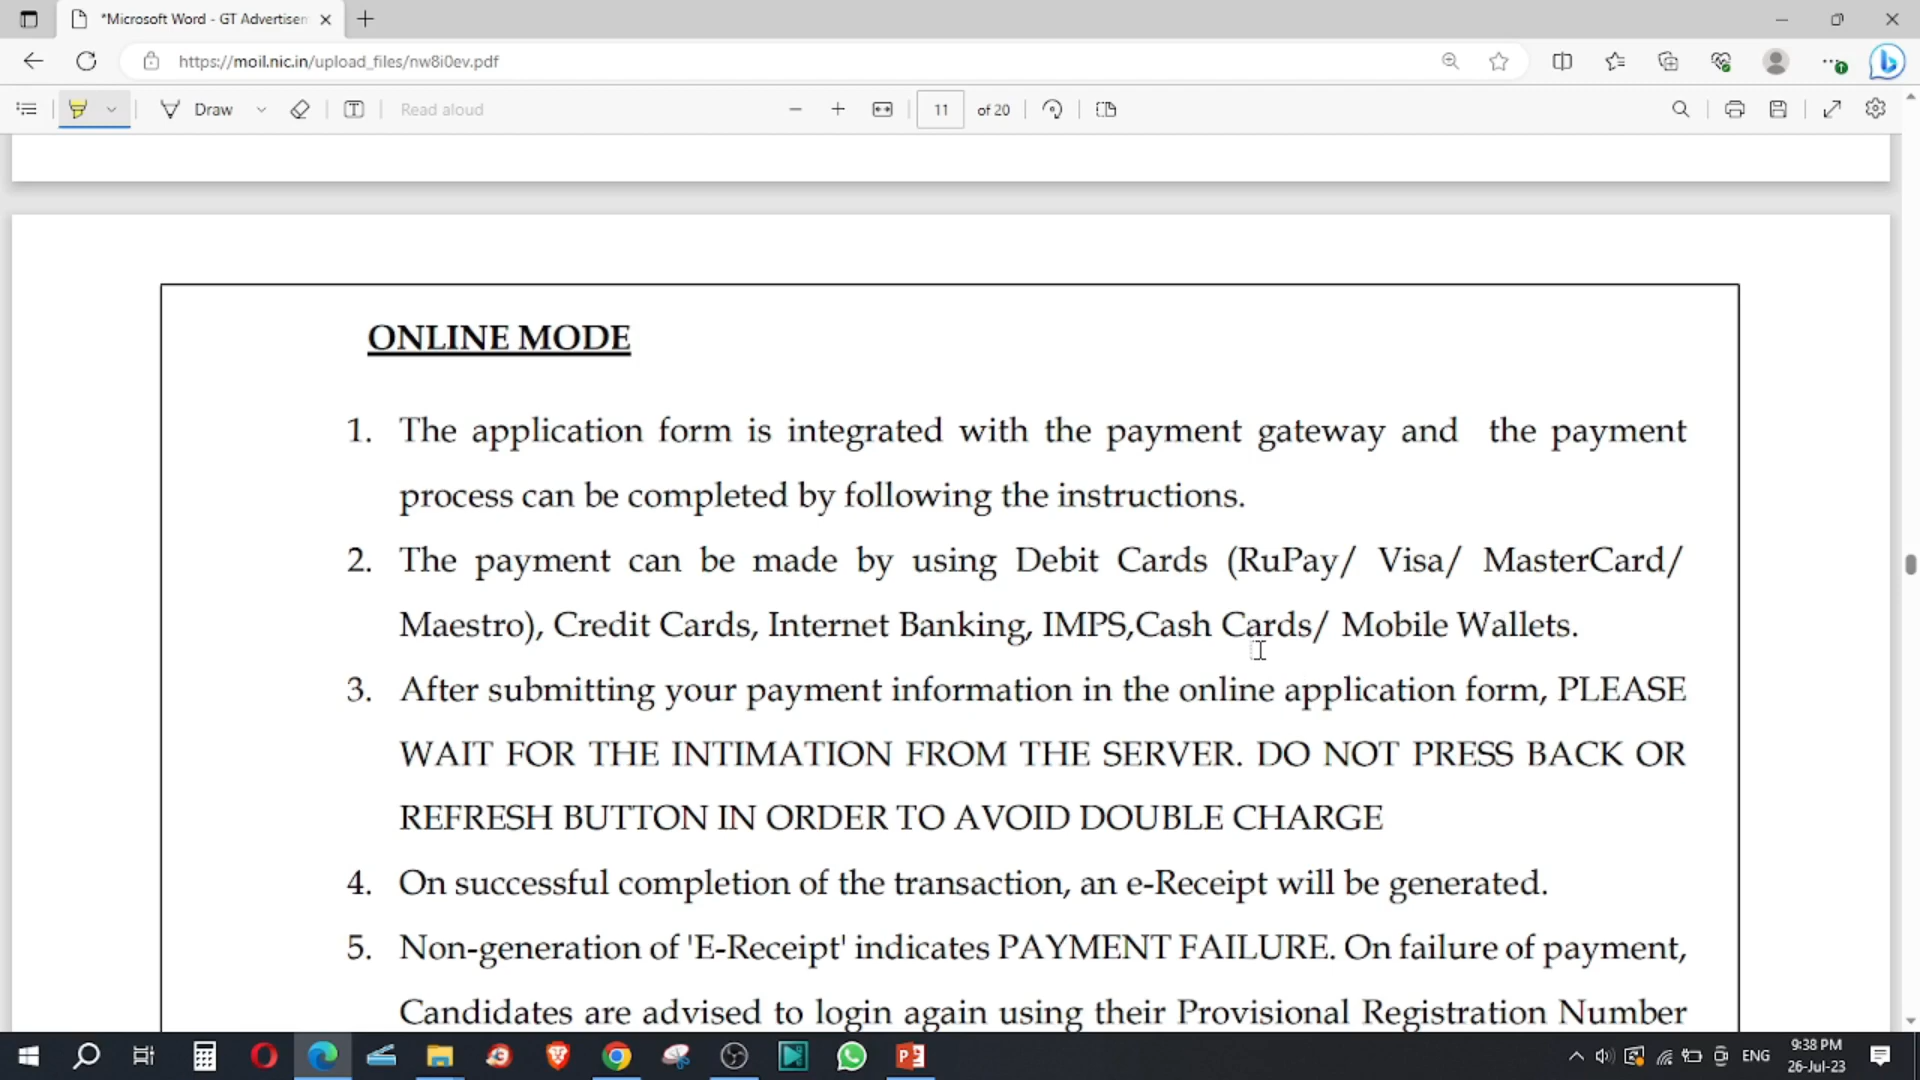 *Microsoft Word - GT Advertisem
https://moil.nic.in/upload_files/nw8i0ev.pdf
Draw
Read aloud
11 of 20
ONLINE MODE
1. The application form is integrated with the payment gateway and the payment
process can be completed by following the instructions.
2. The payment can be made by using Debit Cards (RuPay/ Visa/ MasterCard/
Maestro), Credit Cards, Internet Banking, IMPS,Cash Cards/ Mobile Wallets.
3. After submitting your payment information in the online application form, PLEASE
WAIT FOR THE INTIMATION FROM THE SERVER. DO NOT PRESS BACK OR
REFRESH BUTTON IN ORDER TO AVOID DOUBLE CHARGE
4. On successful completion of the transaction, an e-Receipt will be generated.
5. Non-generation of 'E-Receipt' indicates PAYMENT FAILURE. On failure of payment,
Candidates are advised to login again using their Provisional Registration Number
ENG
9:38 PM
26-Jul-23